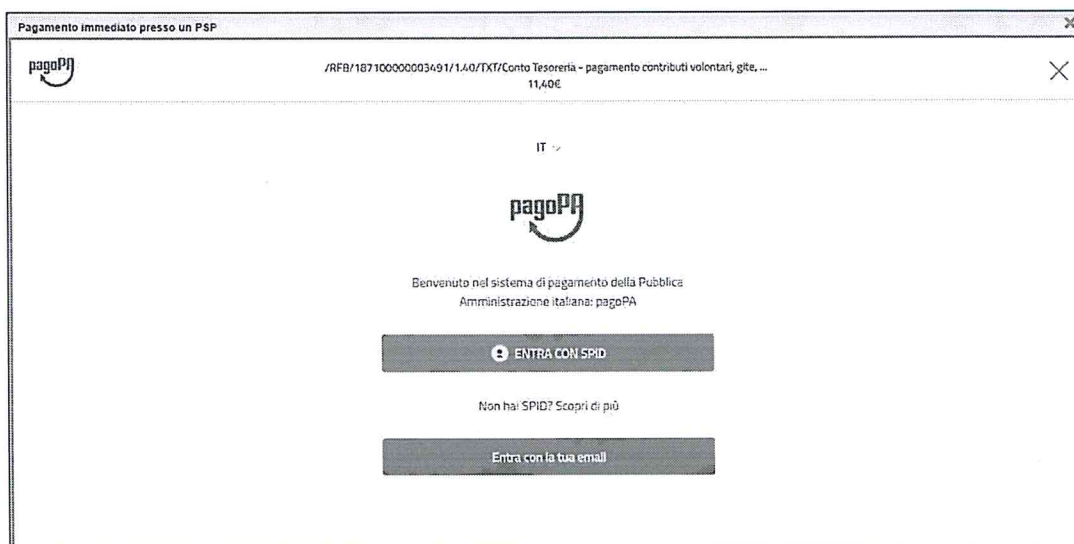 Pagamento immediato presso un PSP
pagoPA
/RFB/187100000003491/1.40/TXT/Conto Tesoreria - pagamento contributi volontari, gite, ...
11,40€
IT
pagoPA
Benvenuto nel sistema di pagamento della Pubblica
Amministrazione italiana: pagoPA
ENTRA CON SPID
Non hai SPID? Scopri di più
Entra con la tua email